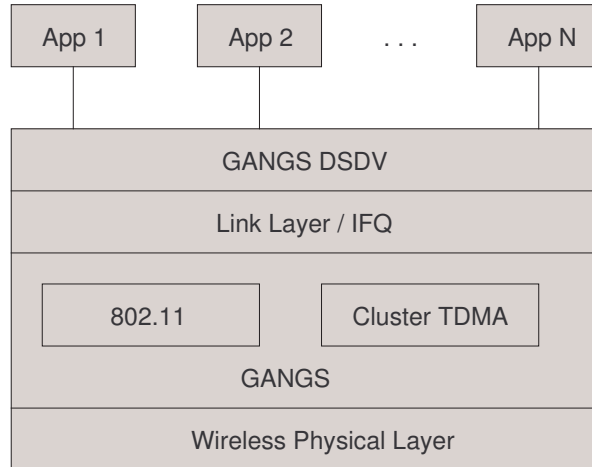 App 1 App 2 . . . App N
GANGS DSDV
Link Layer / IFQ
802.11 Cluster TDMA
GANGS
Wireless Physical Layer